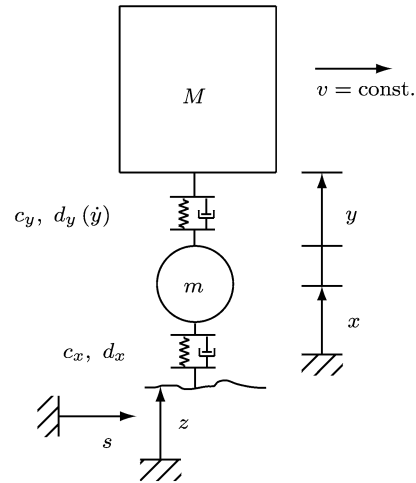 M
v = const.
c_y, d_y (ẏ)
y
m
x
c_x, d_x
z
s